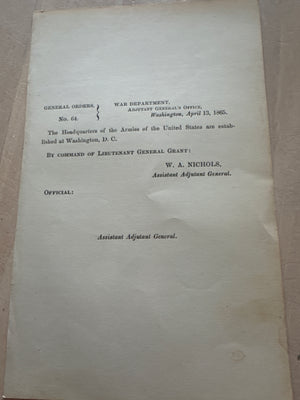 GENERAL ORDERS, WAR DEPARTMENT,
ADJUTANT GENERAL'S OFFICE,
No. 64. Washington, April 13, 1865.
The Headquarters of the Armies of the United States are estab-
lished at Washington, D. C.
BY COMMAND OF LIEUTENANT GENERAL GRANT:
W. A. NICHOLS,
Assistant Adjutant General.
OFFICIAL:
Assistant Adjutant General.